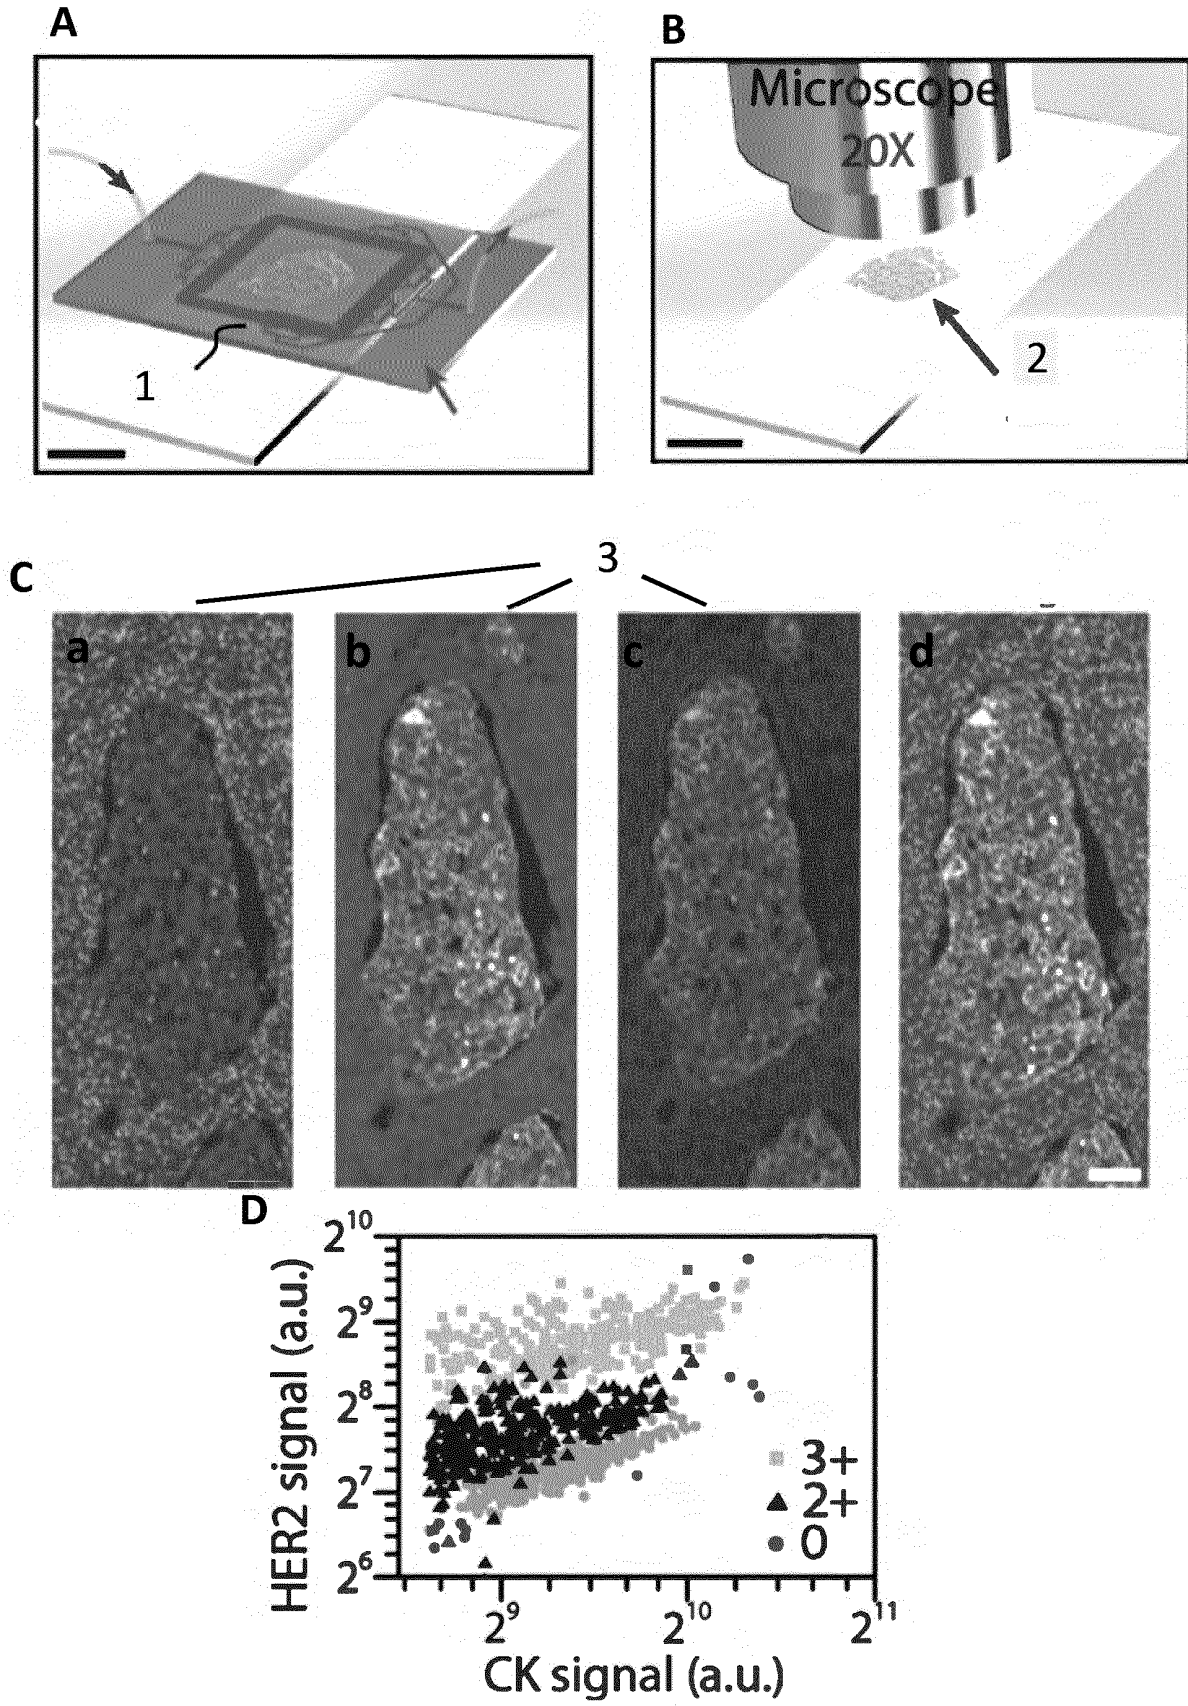 A
B
Microscope
20X
1
2
3
C
a
b
c
d
D
HER2 signal (a.u.)
2^10
2^9
2^8
2^7
2^6
3+
2+
0
2^9
2^10
2^11
CK signal (a.u.)